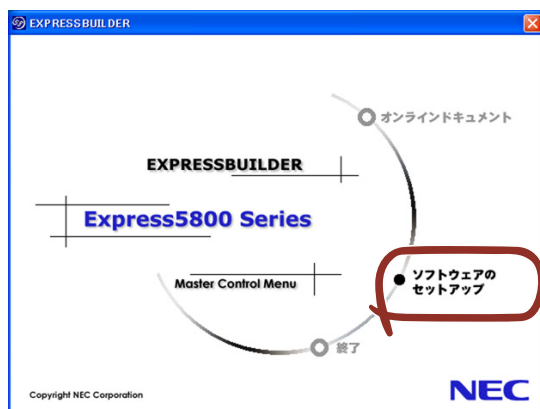 EXPRESSBUILDER
オンラインドキュメント
EXPRESSBUILDER
Express5800 Series
Master Control Menu
ソフトウェアの
セットアップ
終了
Copyright NEC Corporation
NEC